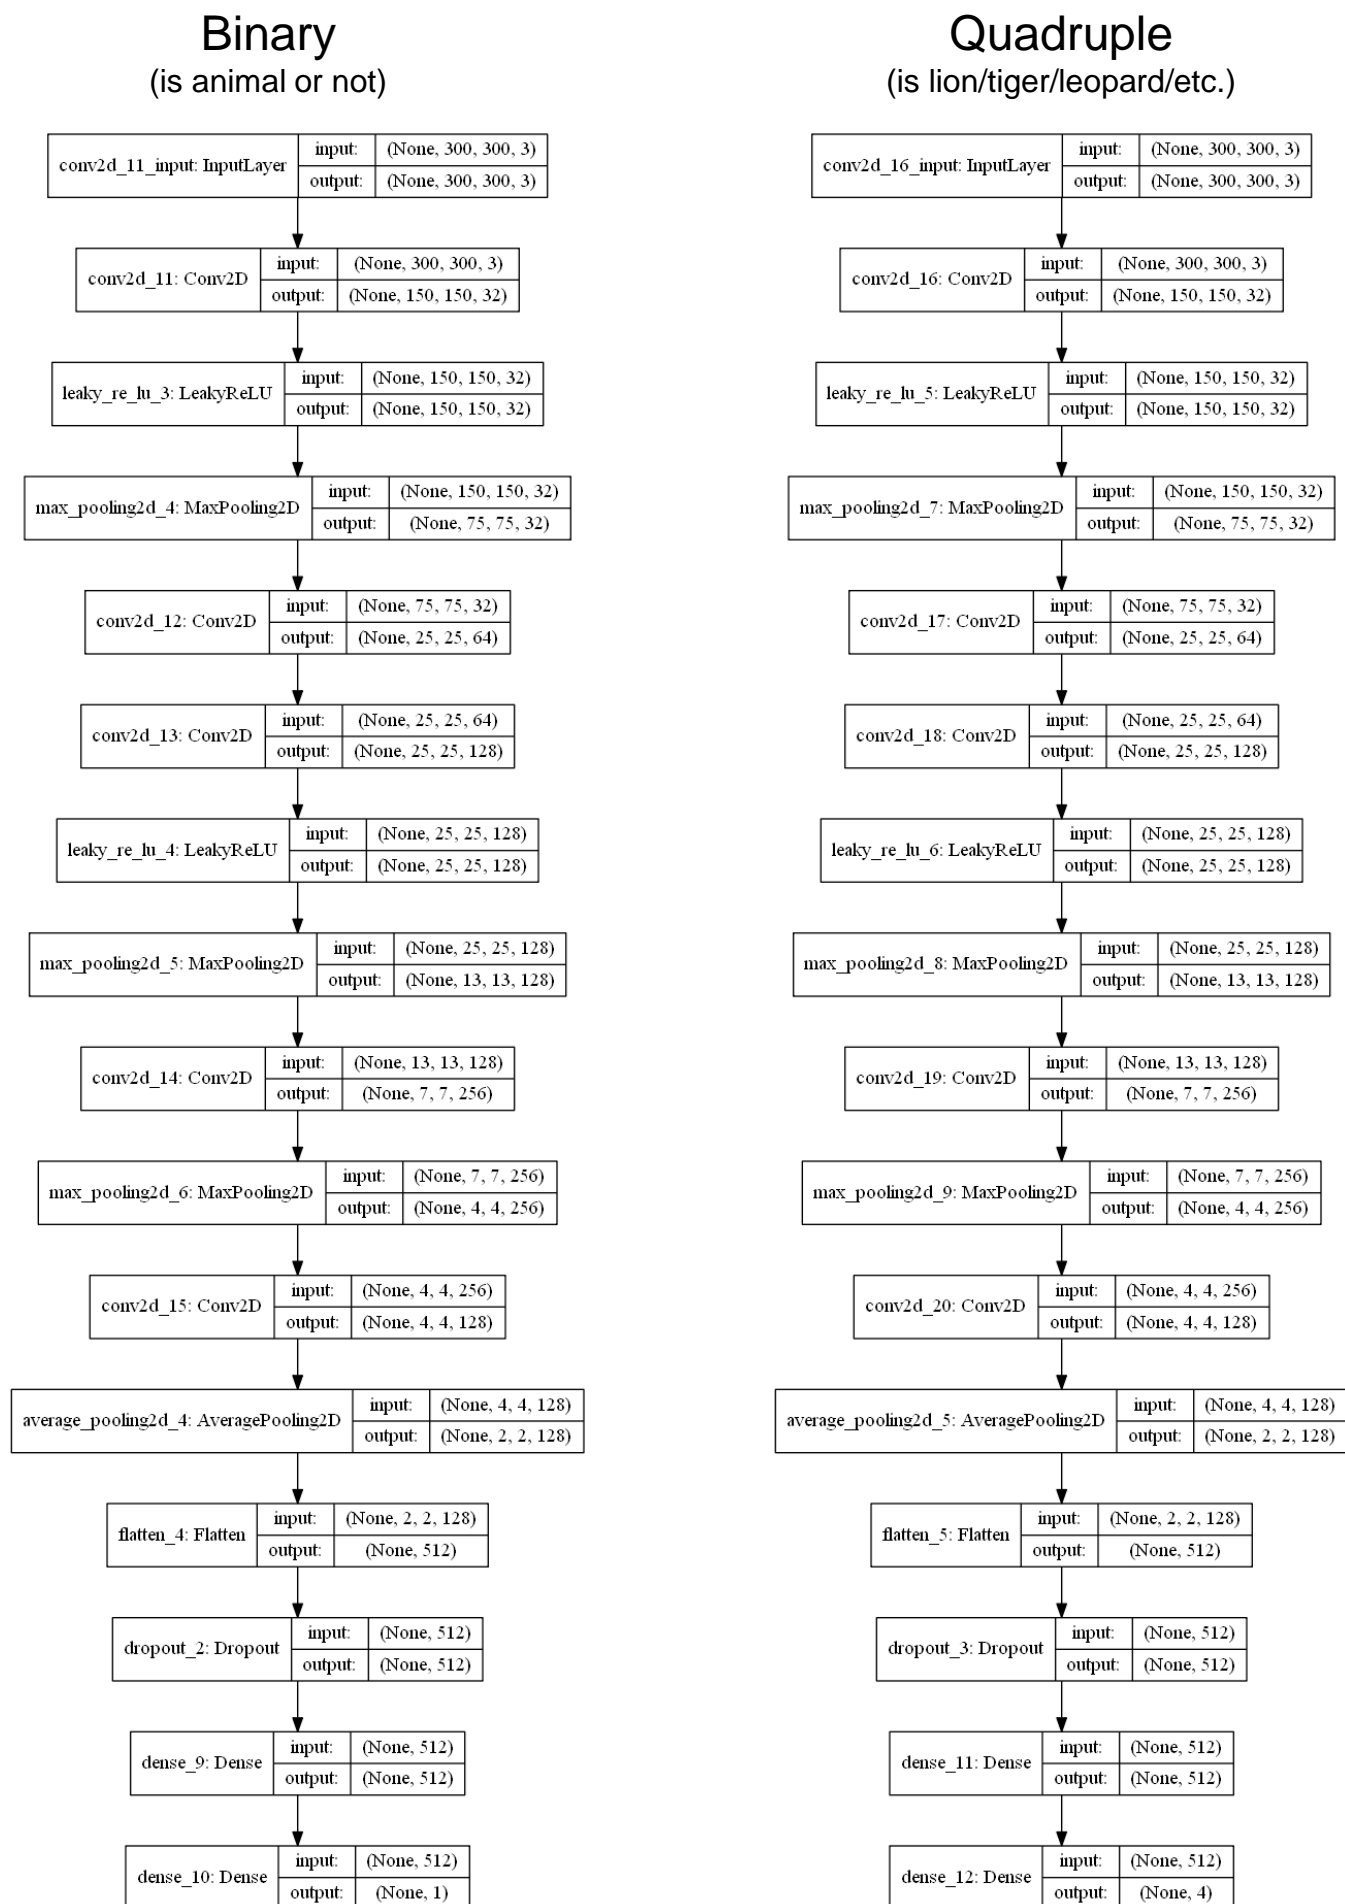 Binary
(is animal or not)
conv2d_11_input: InputLayer
input: (None, 300, 300, 3)
output: (None, 300, 300, 3)
conv2d_11: Conv2D
input: (None, 300, 300, 3)
output: (None, 150, 150, 32)
leaky_re_lu_3: LeakyReLU
input: (None, 150, 150, 32)
output: (None, 150, 150, 32)
max_pooling2d_4: MaxPooling2D
input: (None, 150, 150, 32)
output: (None, 75, 75, 32)
conv2d_12: Conv2D
input: (None, 75, 75, 32)
output: (None, 25, 25, 64)
conv2d_13: Conv2D
input: (None, 25, 25, 64)
output: (None, 25, 25, 128)
leaky_re_lu_4: LeakyReLU
input: (None, 25, 25, 128)
output: (None, 25, 25, 128)
max_pooling2d_5: MaxPooling2D
input: (None, 25, 25, 128)
output: (None, 13, 13, 128)
conv2d_14: Conv2D
input: (None, 13, 13, 128)
output: (None, 7, 7, 256)
max_pooling2d_6: MaxPooling2D
input: (None, 7, 7, 256)
output: (None, 4, 4, 256)
conv2d_15: Conv2D
input: (None, 4, 4, 256)
output: (None, 4, 4, 128)
average_pooling2d_4: AveragePooling2D
input: (None, 4, 4, 128)
output: (None, 2, 2, 128)
flatten_4: Flatten
input: (None, 2, 2, 128)
output: (None, 512)
dropout_2: Dropout
input: (None, 512)
output: (None, 512)
dense_9: Dense
input: (None, 512)
output: (None, 512)
dense_10: Dense
input: (None, 512)
output: (None, 1)
Quadruple
(is lion/tiger/leopard/etc.)
conv2d_16_input: InputLayer
input: (None, 300, 300, 3)
output: (None, 300, 300, 3)
conv2d_16: Conv2D
input: (None, 300, 300, 3)
output: (None, 150, 150, 32)
leaky_re_lu_5: LeakyReLU
input: (None, 150, 150, 32)
output: (None, 150, 150, 32)
max_pooling2d_7: MaxPooling2D
input: (None, 150, 150, 32)
output: (None, 75, 75, 32)
conv2d_17: Conv2D
input: (None, 75, 75, 32)
output: (None, 25, 25, 64)
conv2d_18: Conv2D
input: (None, 25, 25, 64)
output: (None, 25, 25, 128)
leaky_re_lu_6: LeakyReLU
input: (None, 25, 25, 128)
output: (None, 25, 25, 128)
max_pooling2d_8: MaxPooling2D
input: (None, 25, 25, 128)
output: (None, 13, 13, 128)
conv2d_19: Conv2D
input: (None, 13, 13, 128)
output: (None, 7, 7, 256)
max_pooling2d_9: MaxPooling2D
input: (None, 7, 7, 256)
output: (None, 4, 4, 256)
conv2d_20: Conv2D
input: (None, 4, 4, 256)
output: (None, 4, 4, 128)
average_pooling2d_5: AveragePooling2D
input: (None, 4, 4, 128)
output: (None, 2, 2, 128)
flatten_5: Flatten
input: (None, 2, 2, 128)
output: (None, 512)
dropout_3: Dropout
input: (None, 512)
output: (None, 512)
dense_11: Dense
input: (None, 512)
output: (None, 512)
dense_12: Dense
input: (None, 512)
output: (None, 4)